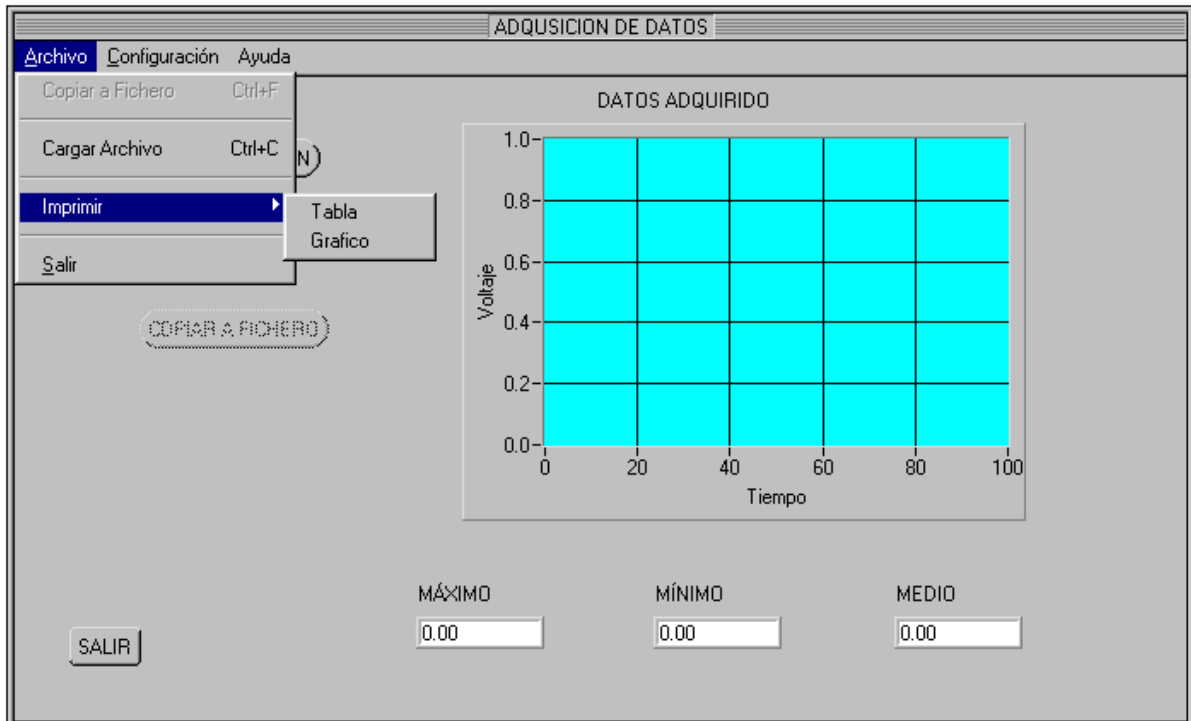 ADQUSICION DE DATOS
Archivo Configuración Ayuda
Copiar a Fichero Ctrl+F
Cargar Archivo Ctrl+C
Imprimir
Tabla
Grafico
Salir
N)
COPIAR A FICHERO
SALIR
DATOS ADQUIRIDO
Voltaje
1.0
0.8
0.6
0.4
0.2
0.0
0 20 40 60 80 100
Tiempo
MÁXIMO MÍNIMO MEDIO
0.00 0.00 0.00